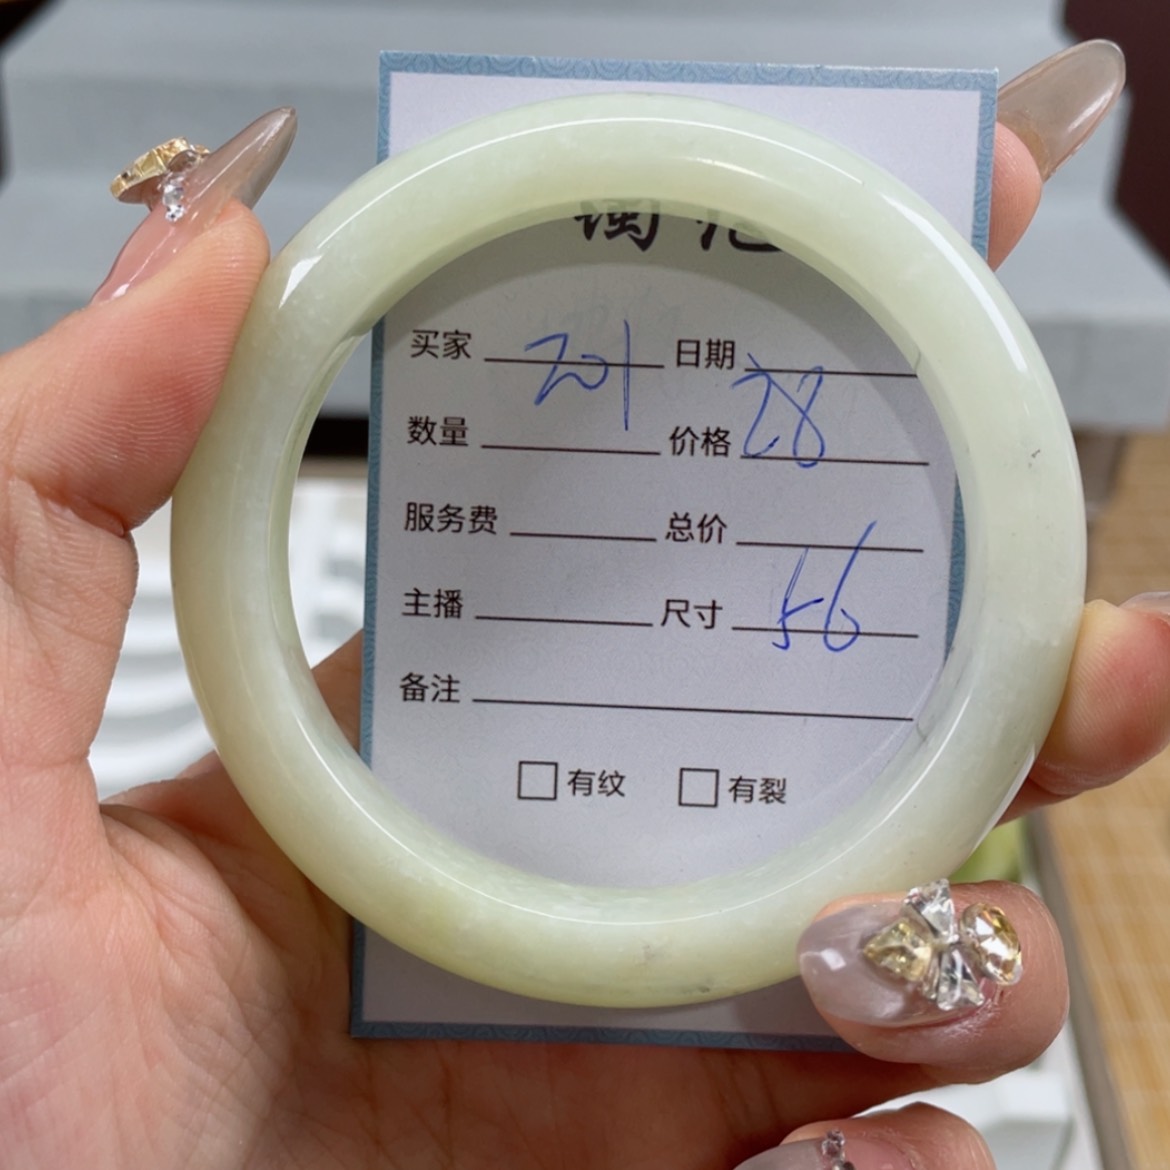 买家 201 日期
数量 价格 28
服务费 总价
主播 尺寸 56
备注
□有纹 □有裂